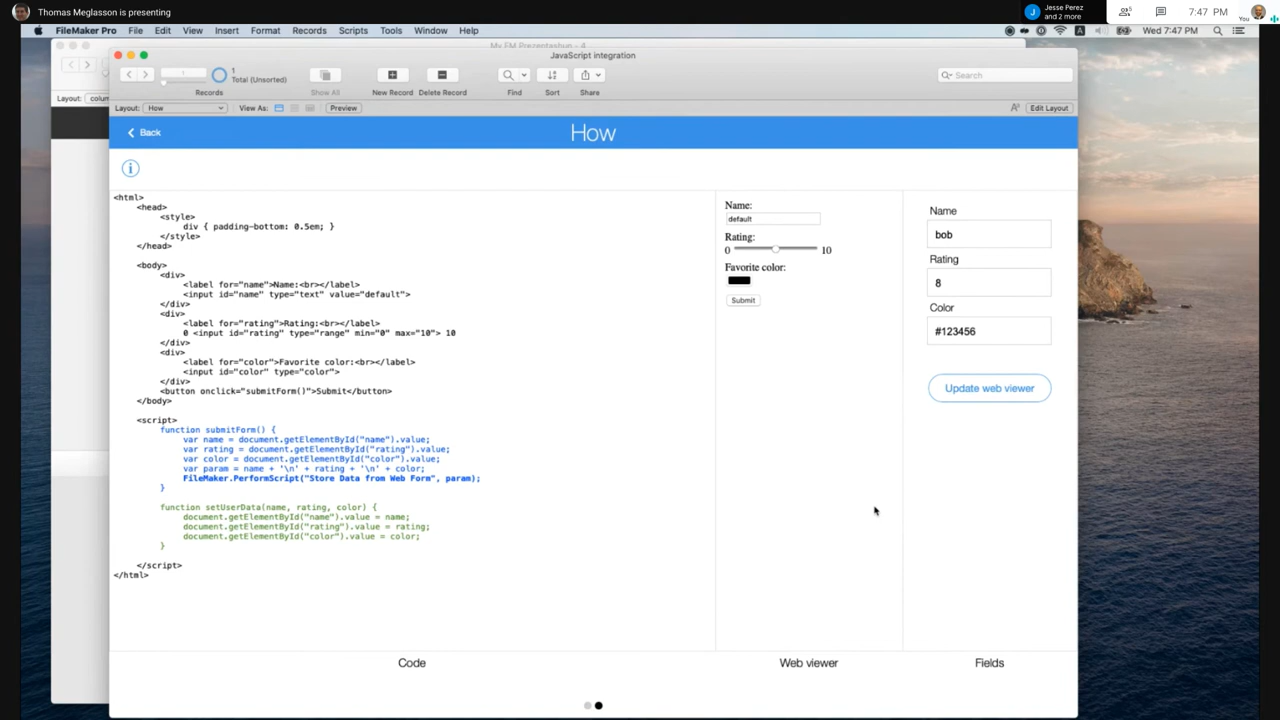 Thomas Meglasson is presenting
Jesse Perez
and 2 more
7:47 PM
You
FileMaker Pro File Edit View Insert Format Records Scripts Tools Window Help
Wed 7:47 PM
My FM Prezentashun - 4
JavaScript integration
1
1
Total (Unsorted)
Records
Show All
New Record
Delete Record
Find
Sort
Share
Search
Layout:
Layout: How
View As:
Preview
Edit Layout
Back
How
<html>
<head>
<style>
div { padding-bottom: 0.5em; }
</style>
</head>
<body>
<div>
<label for="name">Name:<br></label>
<input id="name" type="text" value="default">
</div>
<div>
<label for="rating">Rating:<br></label>
0 <input id="rating" type="range" min="0" max="10"> 10
</div>
<div>
<label for="color">Favorite color:<br></label>
<input id="color" type="color">
</div>
<button onclick="submitForm()">Submit</button>
</body>
<script>
function submitForm() {
var name = document.getElementById("name").value;
var rating = document.getElementById("rating").value;
var color = document.getElementById("color").value;
var param = name + '\n' + rating + '\n' + color;
FileMaker.PerformScript("Store Data from Web Form", param);
}
function setUserData(name, rating, color) {
document.getElementById("name").value = name;
document.getElementById("rating").value = rating;
document.getElementById("color").value = color;
}
</script>
</html>
Name:
default
Rating:
0 10
Favorite color:
Submit
Name
bob
Rating
8
Color
#123456
Update web viewer
Code
Web viewer
Fields